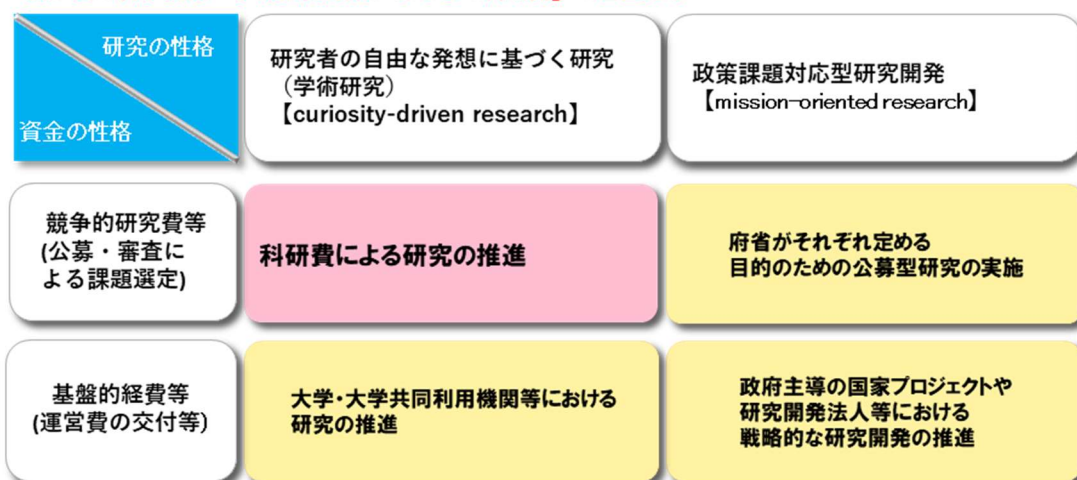 研究の性格
資金の性格
研究者の自由な発想に基づく研究
（学術研究）
【curiosity-driven research】
政策課題対応型研究開発
【mission-oriented research】
競争的研究費等
(公募・審査に
よる課題選定)
科研費による研究の推進
府省がそれぞれ定める
目的のための公募型研究の実施
基盤的経費等
(運営費の交付等)
大学・大学共同利用機関等における
研究の推進
政府主導の国家プロジェクトや
研究開発法人等における
戦略的な研究開発の推進